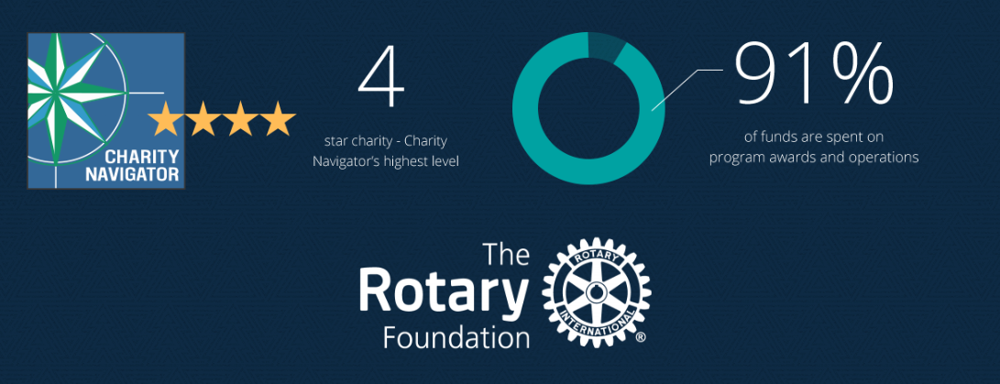 CHARITY
NAVIGATOR
4
star charity - Charity
Navigator's highest level
91%
of funds are spent on
program awards and operations
The
Rotary
Foundation
ROTARY
INTERNATIONAL
®